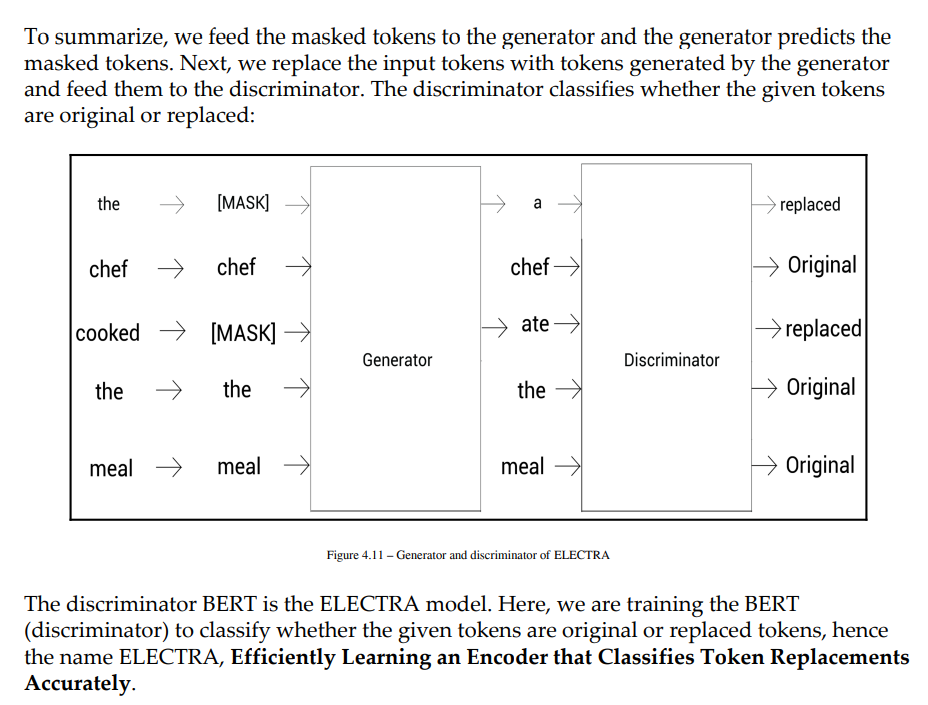 To summarize, we feed the masked tokens to the generator and the generator predicts the
masked tokens. Next, we replace the input tokens with tokens generated by the generator
and feed them to the discriminator. The discriminator classifies whether the given tokens
are original or replaced:
the [MASK] a replaced
chef chef chef Original
cooked [MASK] ate replaced
Generator Discriminator
the the the Original
meal meal meal Original
Figure 4.11 – Generator and discriminator of ELECTRA
The discriminator BERT is the ELECTRA model. Here, we are training the BERT
(discriminator) to classify whether the given tokens are original or replaced tokens, hence
the name ELECTRA, Efficiently Learning an Encoder that Classifies Token Replacements
Accurately.